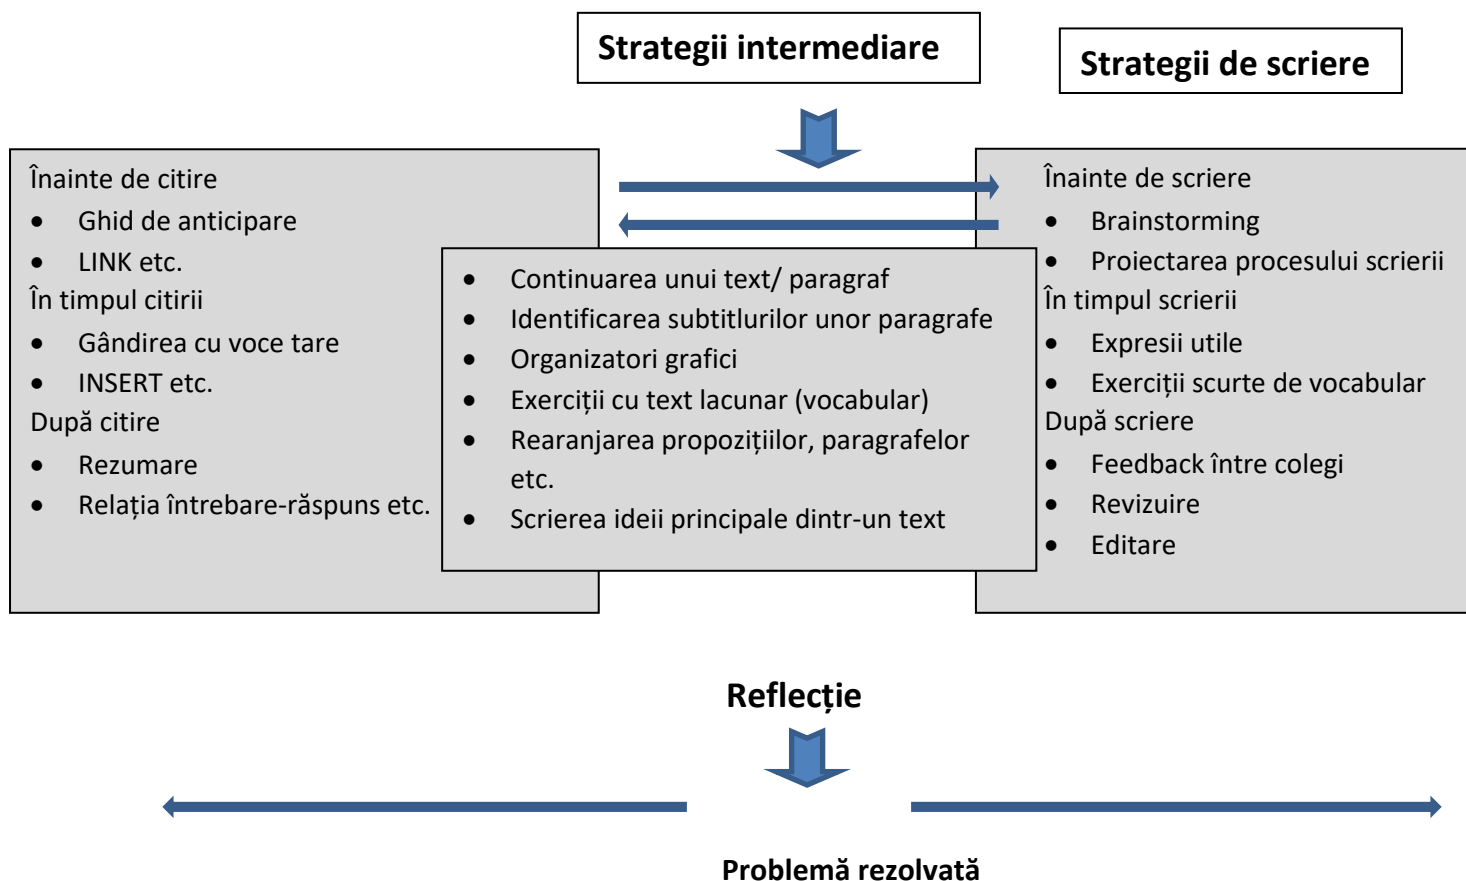 Strategii intermediare
Strategii de scriere
Înainte de citire
• Ghid de anticipare
• LINK etc.
În timpul citirii
• Gândirea cu voce tare
• INSERT etc.
După citire
• Rezumare
• Relația întrebare-răspuns etc.
• Continuarea unui text/ paragraf
• Identificarea subtitlurilor unor paragrafe
• Organizatori grafici
• Exerciții cu text lacunar (vocabular)
• Rearanjarea propozițiilor, paragrafelor
etc.
• Scrierea ideii principale dintr-un text
Înainte de scriere
• Brainstorming
• Proiectarea procesului scrierii
În timpul scrierii
• Expresii utile
• Exerciții scurte de vocabular
După scriere
• Feedback între colegi
• Revizuire
• Editare
Reflecție
Problemă rezolvată